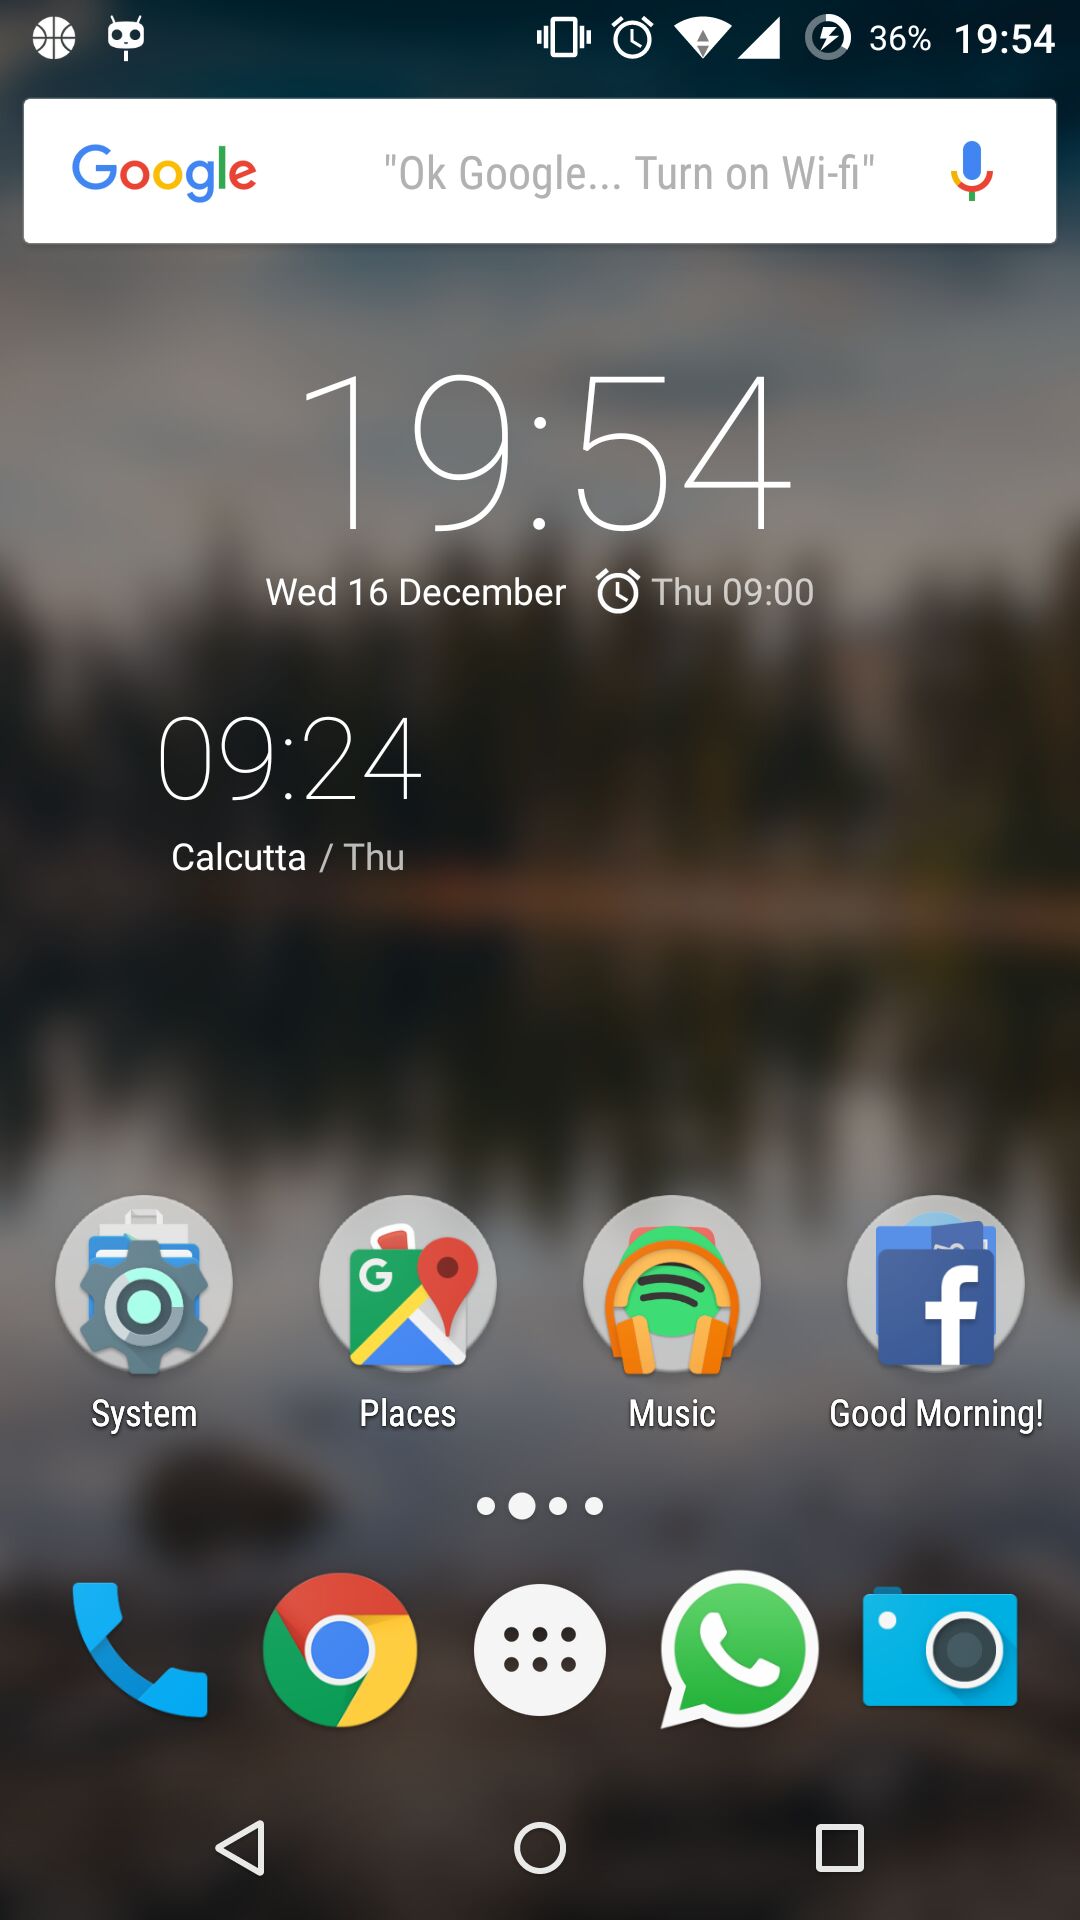 36% 19:54
Google "Ok Google... Turn on Wi-fi"
19:54
Wed 16 December Thu 09:00
09:24
Calcutta / Thu
G f
System Places Music Good Morning!